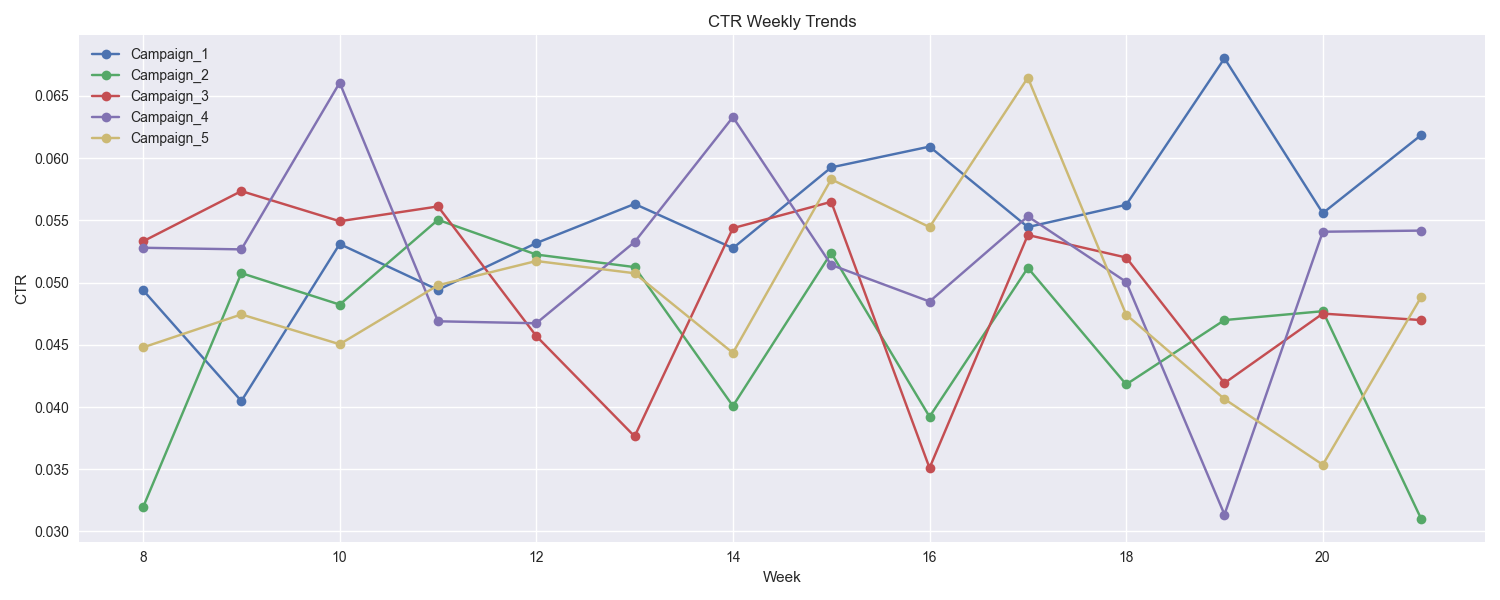 CTR Weekly Trends
Campaign_1
Campaign_2
Campaign_3
Campaign_4
Campaign_5
CTR
0.065
0.060
0.055
0.050
0.045
0.040
0.035
0.030
8 10 12 14 16 18 20
Week